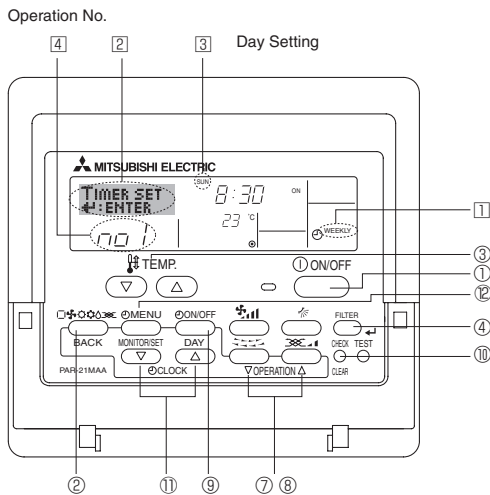 Operation No.
4 2 3 Day Setting
MITSUBISHI ELECTRIC
SUN
TIMER SET
:ENTER
8:30 ON
23 °C
WEEKLY
no1
1
TEMP. ON/OFF
③
①
⑫
MENU ON/OFF FILTER
④
BACK MONITOR/SET DAY CHECK TEST
⑩
PAR-21MAA CLOCK OPERATION CLEAR
② ⑪ ⑨ ⑦ ⑧